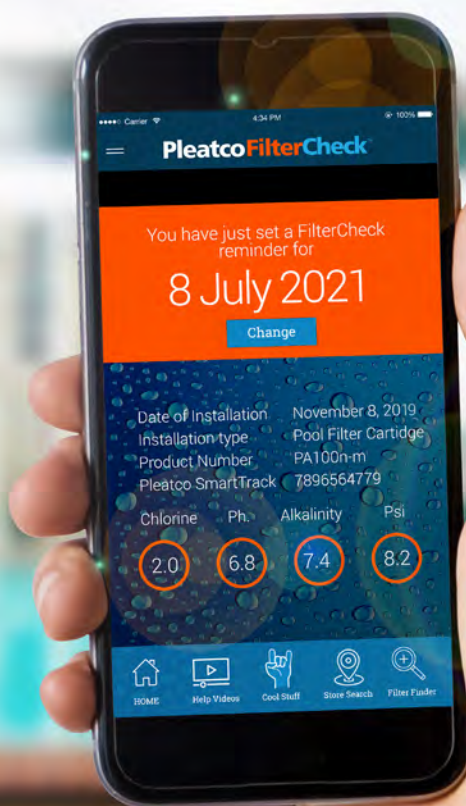 Carrier 4:34 PM 100%
PleatcoFilterCheck
You have just set a FilterCheck
reminder for
8 July 2021
Change
Date of Installation November 8, 2019
Installation type Pool Filter Cartidge
Product Number PA100n-m
Pleatco SmartTrack 7896564779
Chlorine Ph. Alkalinity Psi
2.0 6.8 7.4 8.2
HOME Help Videos Cool Stuff Store Search Filter Finder